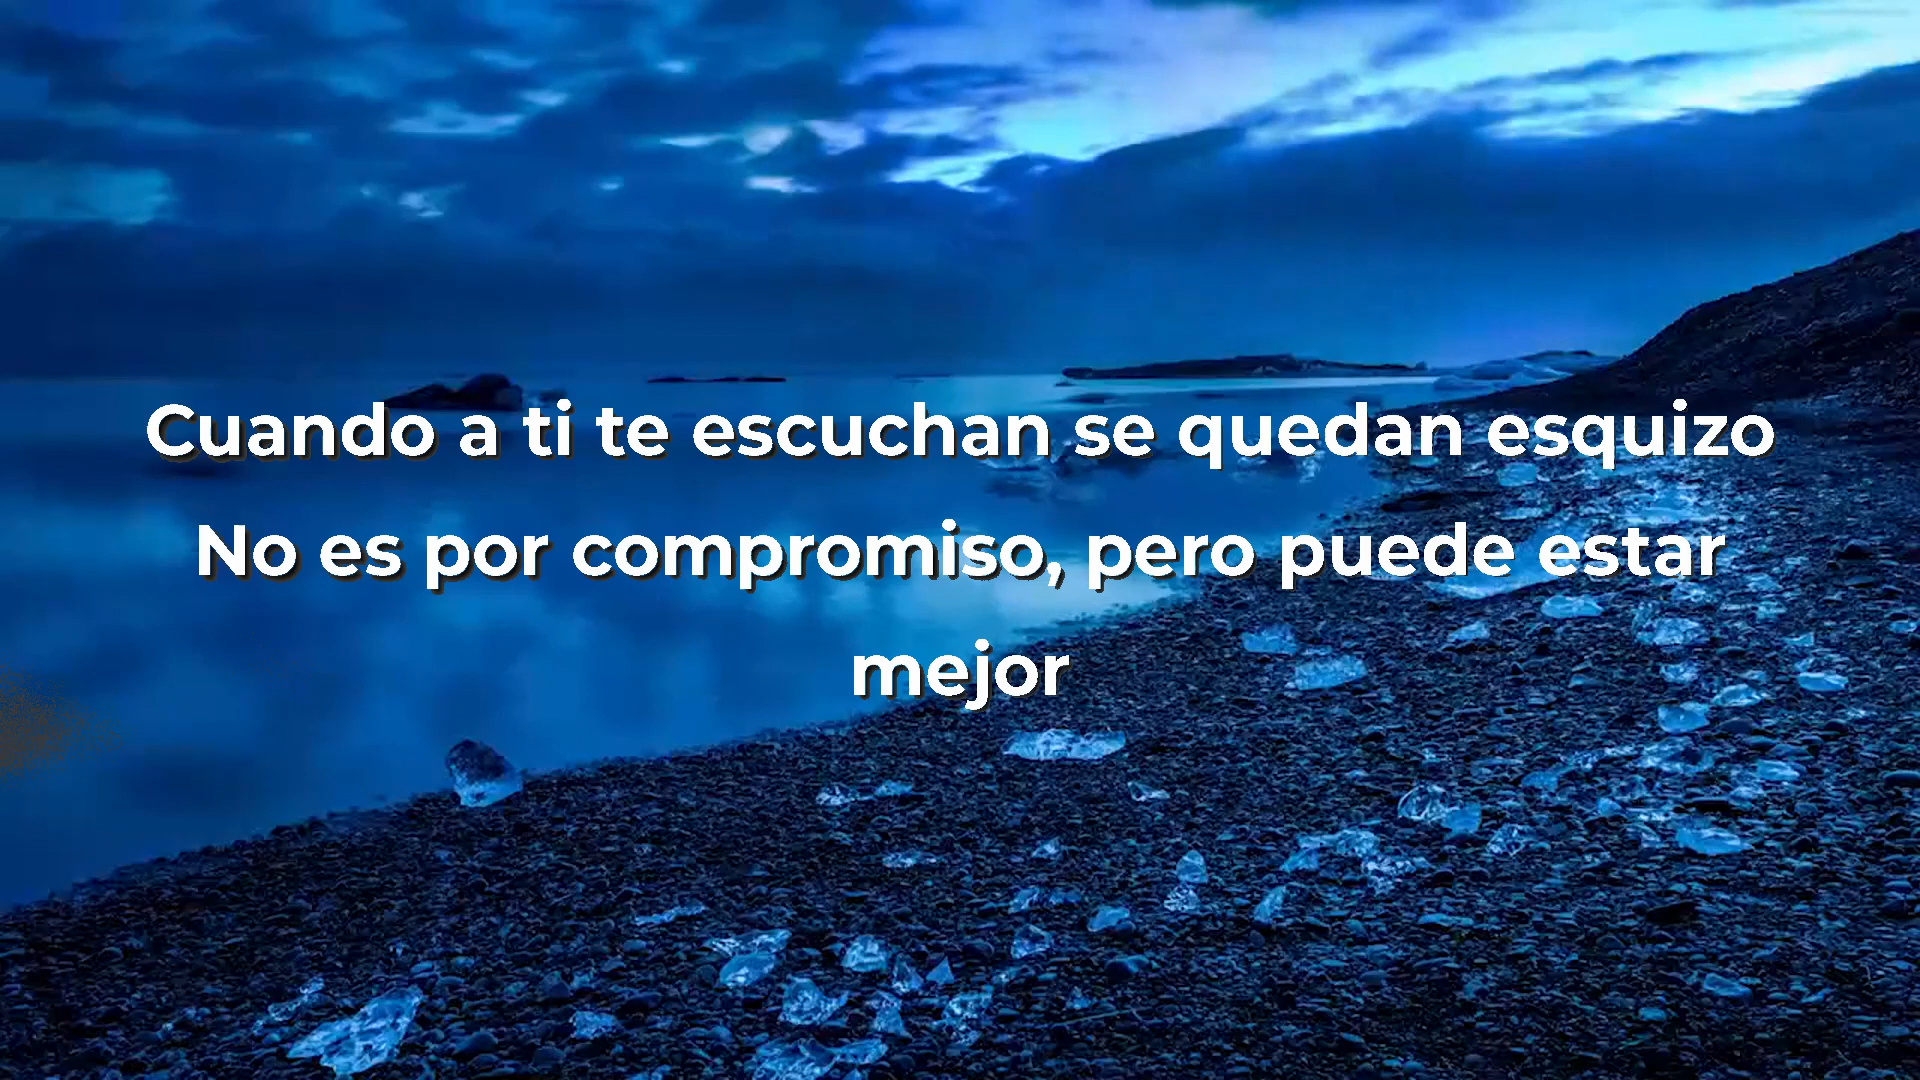 Cuando a ti te escuchan se quedan esquizo
No es por compromiso, pero puede estar
mejor